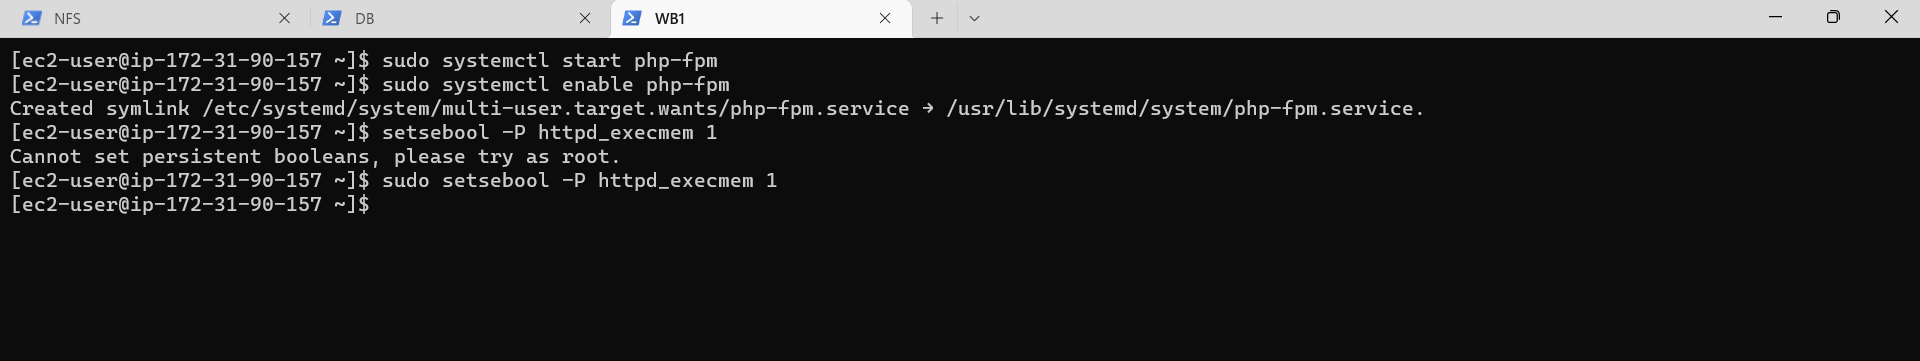 NFS
DB
WB1
[ec2-user@ip-172-31-90-157 ~]$ sudo systemctl start php-fpm
[ec2-user@ip-172-31-90-157 ~]$ sudo systemctl enable php-fpm
Created symlink /etc/systemd/system/multi-user.target.wants/php-fpm.service → /usr/lib/systemd/system/php-fpm.service.
[ec2-user@ip-172-31-90-157 ~]$ setsebool -P httpd_execmem 1
Cannot set persistent booleans, please try as root.
[ec2-user@ip-172-31-90-157 ~]$ sudo setsebool -P httpd_execmem 1
[ec2-user@ip-172-31-90-157 ~]$